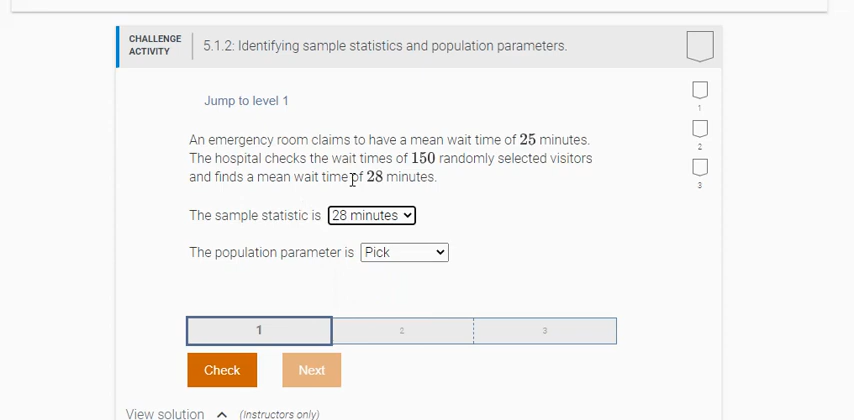 CHALLENGE
ACTIVITY
5.1.2: Identifying sample statistics and population parameters.
Jump to level 1
1
2
3
An emergency room claims to have a mean wait time of 25 minutes.
The hospital checks the wait times of 150 randomly selected visitors
and finds a mean wait time of 28 minutes.
The sample statistic is 28 minutes
The population parameter is Pick
1 2 3
Check Next
View solution (Instructors only)